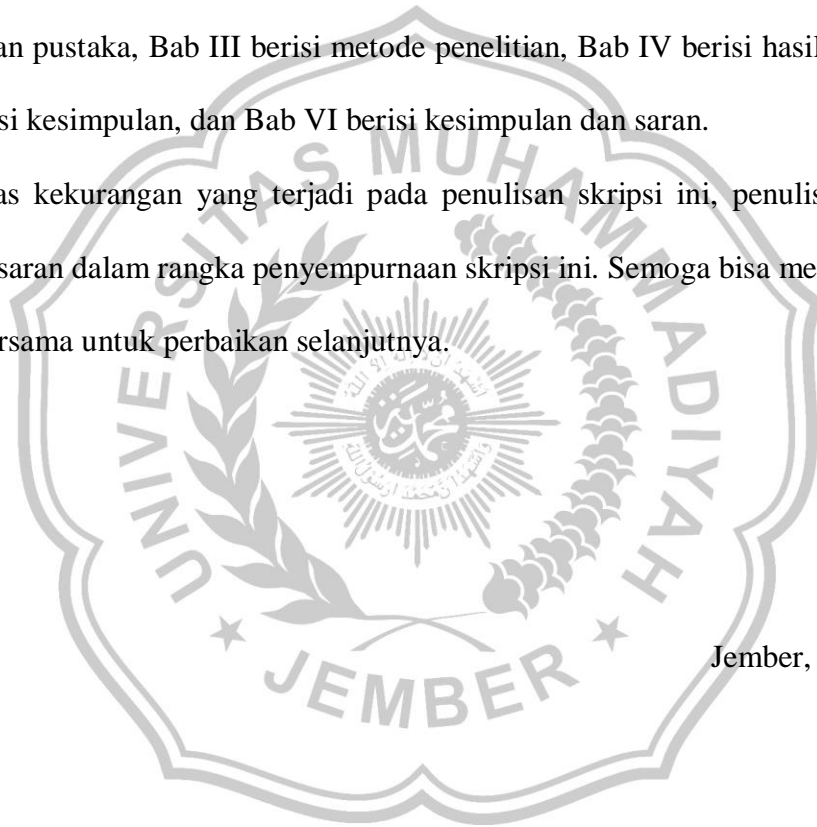 an pustaka, Bab III berisi metode penelitian, Bab IV berisi hasil
si kesimpulan, dan Bab VI berisi kesimpulan dan saran.
as kekurangan yang terjadi pada penulisan skripsi ini, penulis
saran dalam rangka penyempurnaan skripsi ini. Semoga bisa me
rsama untuk perbaikan selanjutnya.
UNIVERSITAS MUHAMMADIYAH
JEMBER
Jember,